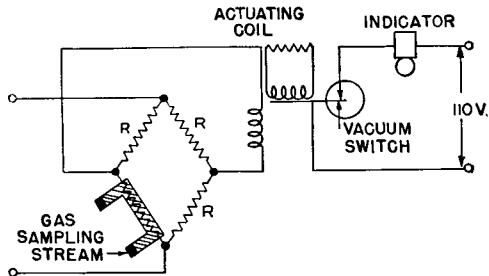 ACTUATING
COIL
INDICATOR
110 V.
VACUUM
SWITCH
R
R
R
GAS
SAMPLING
STREAM